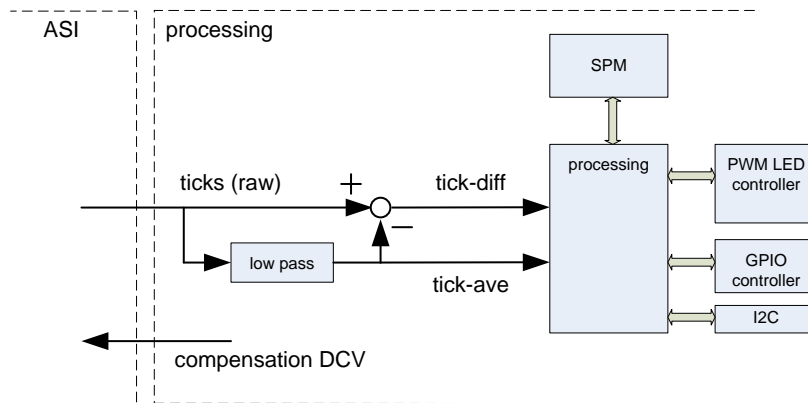 ASI
processing
SPM
processing
PWM LED
controller
ticks (raw)
+
tick-diff
−
low pass
tick-ave
GPIO
controller
I2C
compensation DCV